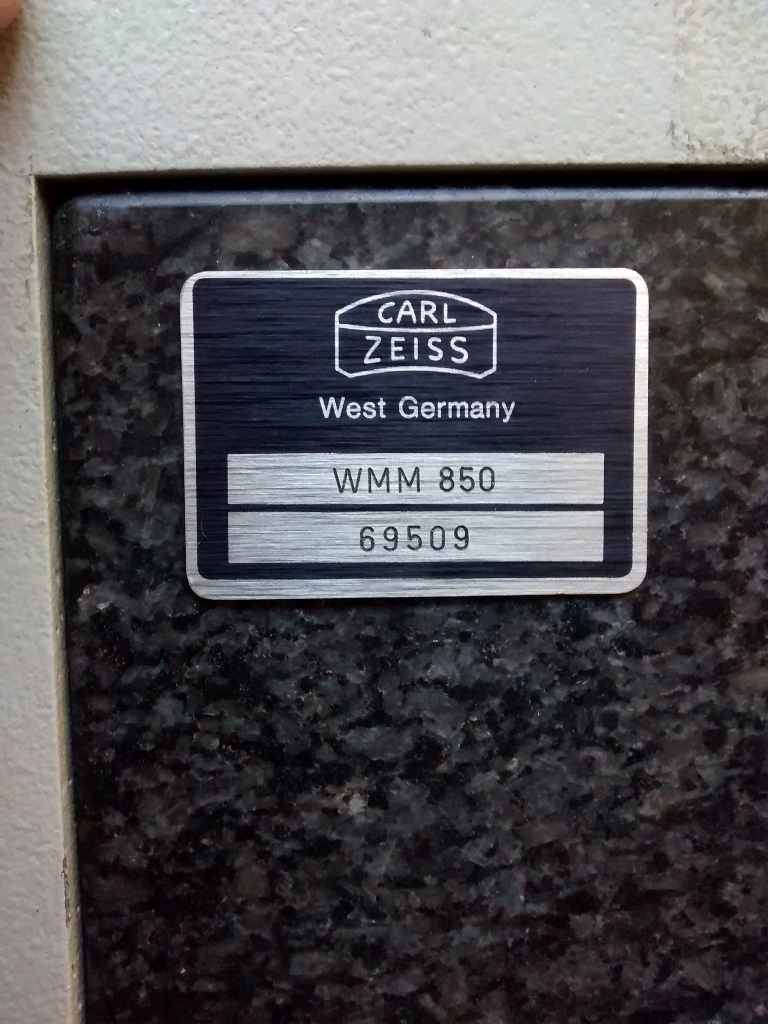 CARL
ZEISS
West Germany
WMM 850
69509